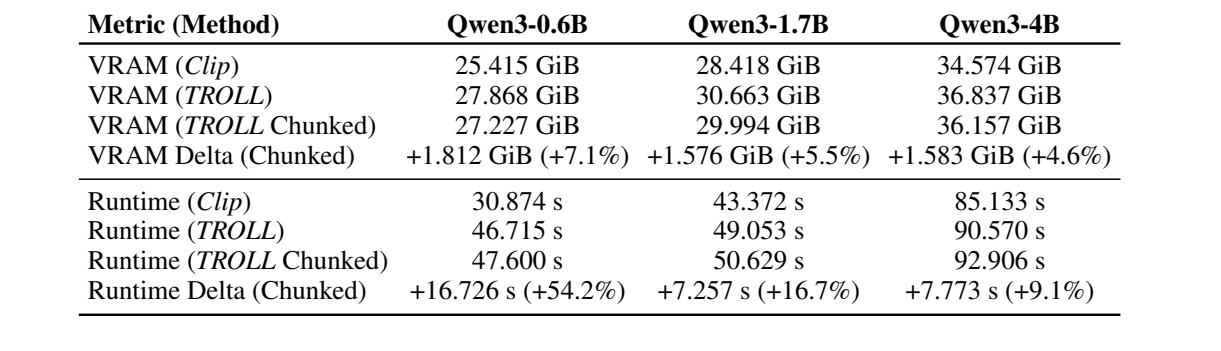 Metric (Method) Qwen3-0.6B Qwen3-1.7B Qwen3-4B
VRAM (Clip) 25.415 GiB 28.418 GiB 34.574 GiB
VRAM (TROLL) 27.868 GiB 30.663 GiB 36.837 GiB
VRAM (TROLL Chunked) 27.227 GiB 29.994 GiB 36.157 GiB
VRAM Delta (Chunked) +1.812 GiB (+7.1%) +1.576 GiB (+5.5%) +1.583 GiB (+4.6%)
Runtime (Clip) 30.874 s 43.372 s 85.133 s
Runtime (TROLL) 46.715 s 49.053 s 90.570 s
Runtime (TROLL Chunked) 47.600 s 50.629 s 92.906 s
Runtime Delta (Chunked) +16.726 s (+54.2%) +7.257 s (+16.7%) +7.773 s (+9.1%)